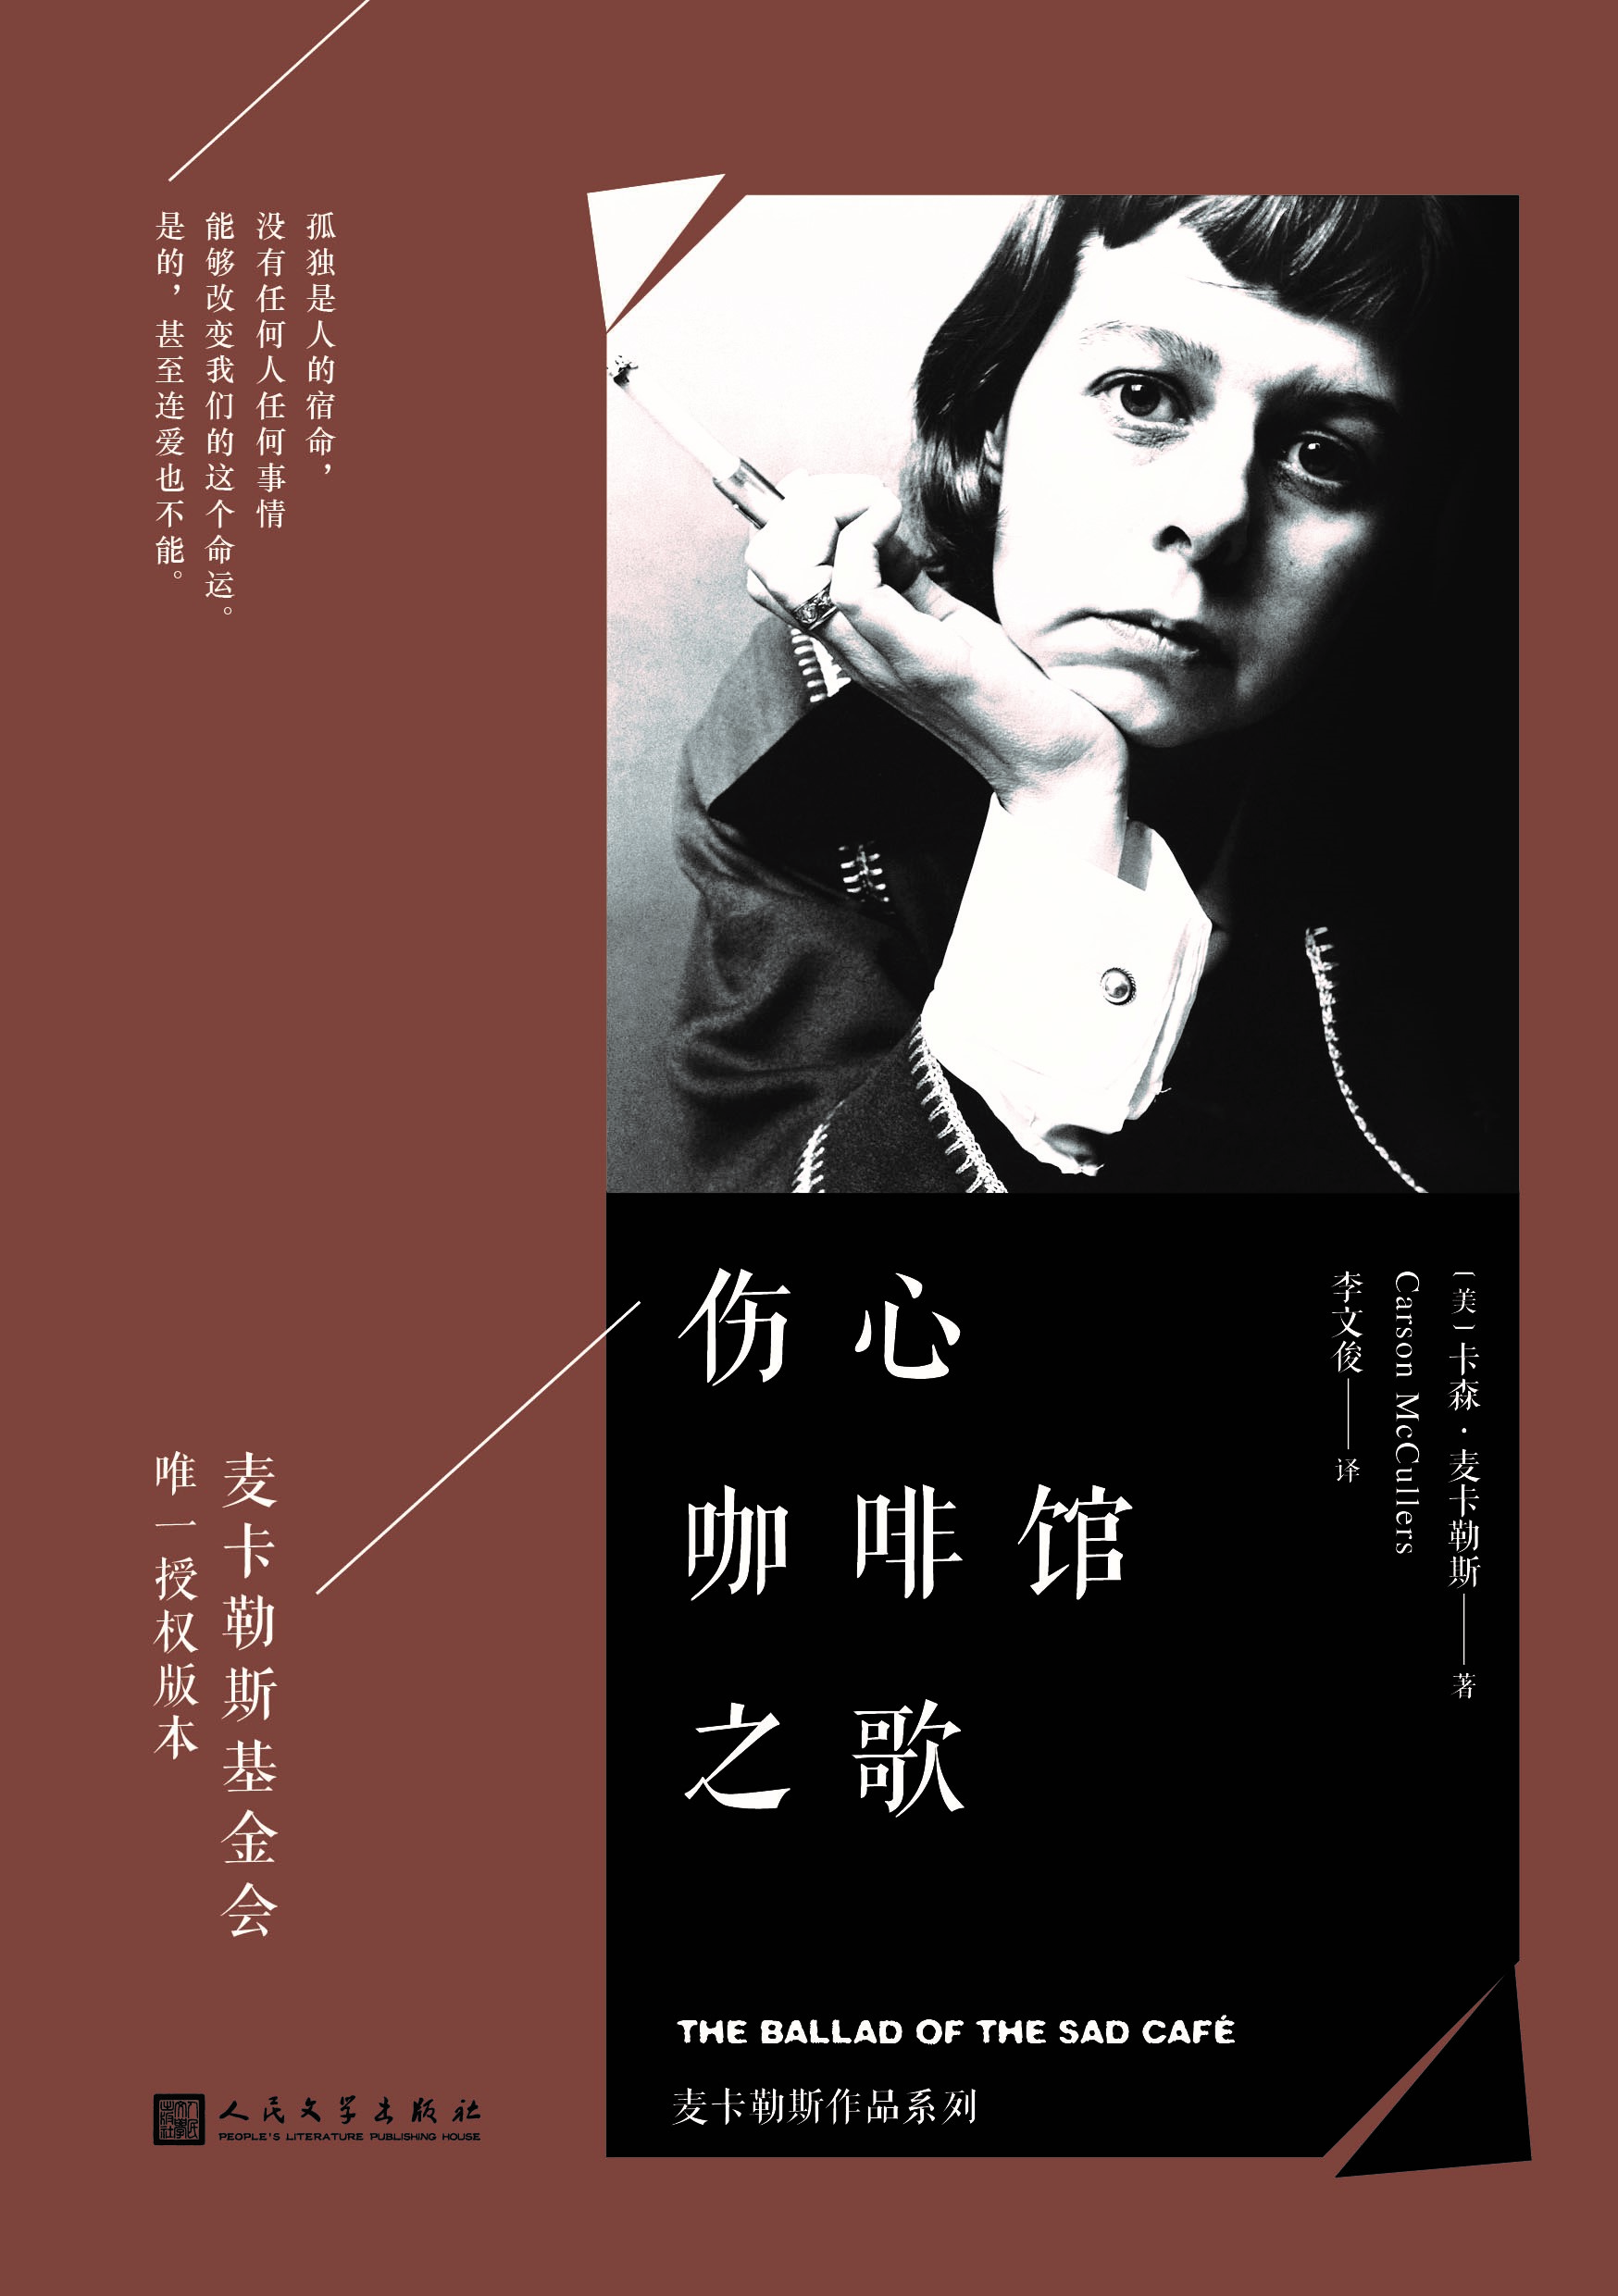 孤独是人的宿命，
没有任何人任何事情
能够改变我们的这个命运。
是的，甚至连爱也不能。
伤心
咖啡馆
之歌
〔美〕卡森·麦卡勒斯——著
Carson McCullers
李文俊——译
麦卡勒斯基金会
唯一授权版本
THE BALLAD OF THE SAD CAFÉ
麦卡勒斯作品系列
人民文学出版社
PEOPLE'S LITERATURE PUBLISHING HOUSE